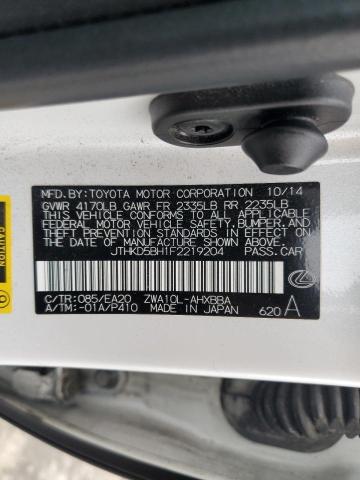 MFD.BY:TOYOTA MOTOR CORPORATION 10/14
GVWR 4170LB GAWR FR 2335LB RR 2235LB
THIS VEHICLE CONFORMS TO ALL APPLICABLE
FEDERAL MOTOR VEHICLE SAFETY, BUMPER, AND
THEFT PREVENTION STANDARDS IN EFFECT ON
THE DATE OF MANUFACTURE SHOWN ABOVE.
JTHKD5BH1F2219204 PASS.CAR
C/TR:085/EA20 ZWA10L-AHXBBA
A/TM:-01A/P410 MADE IN JAPAN 620 A